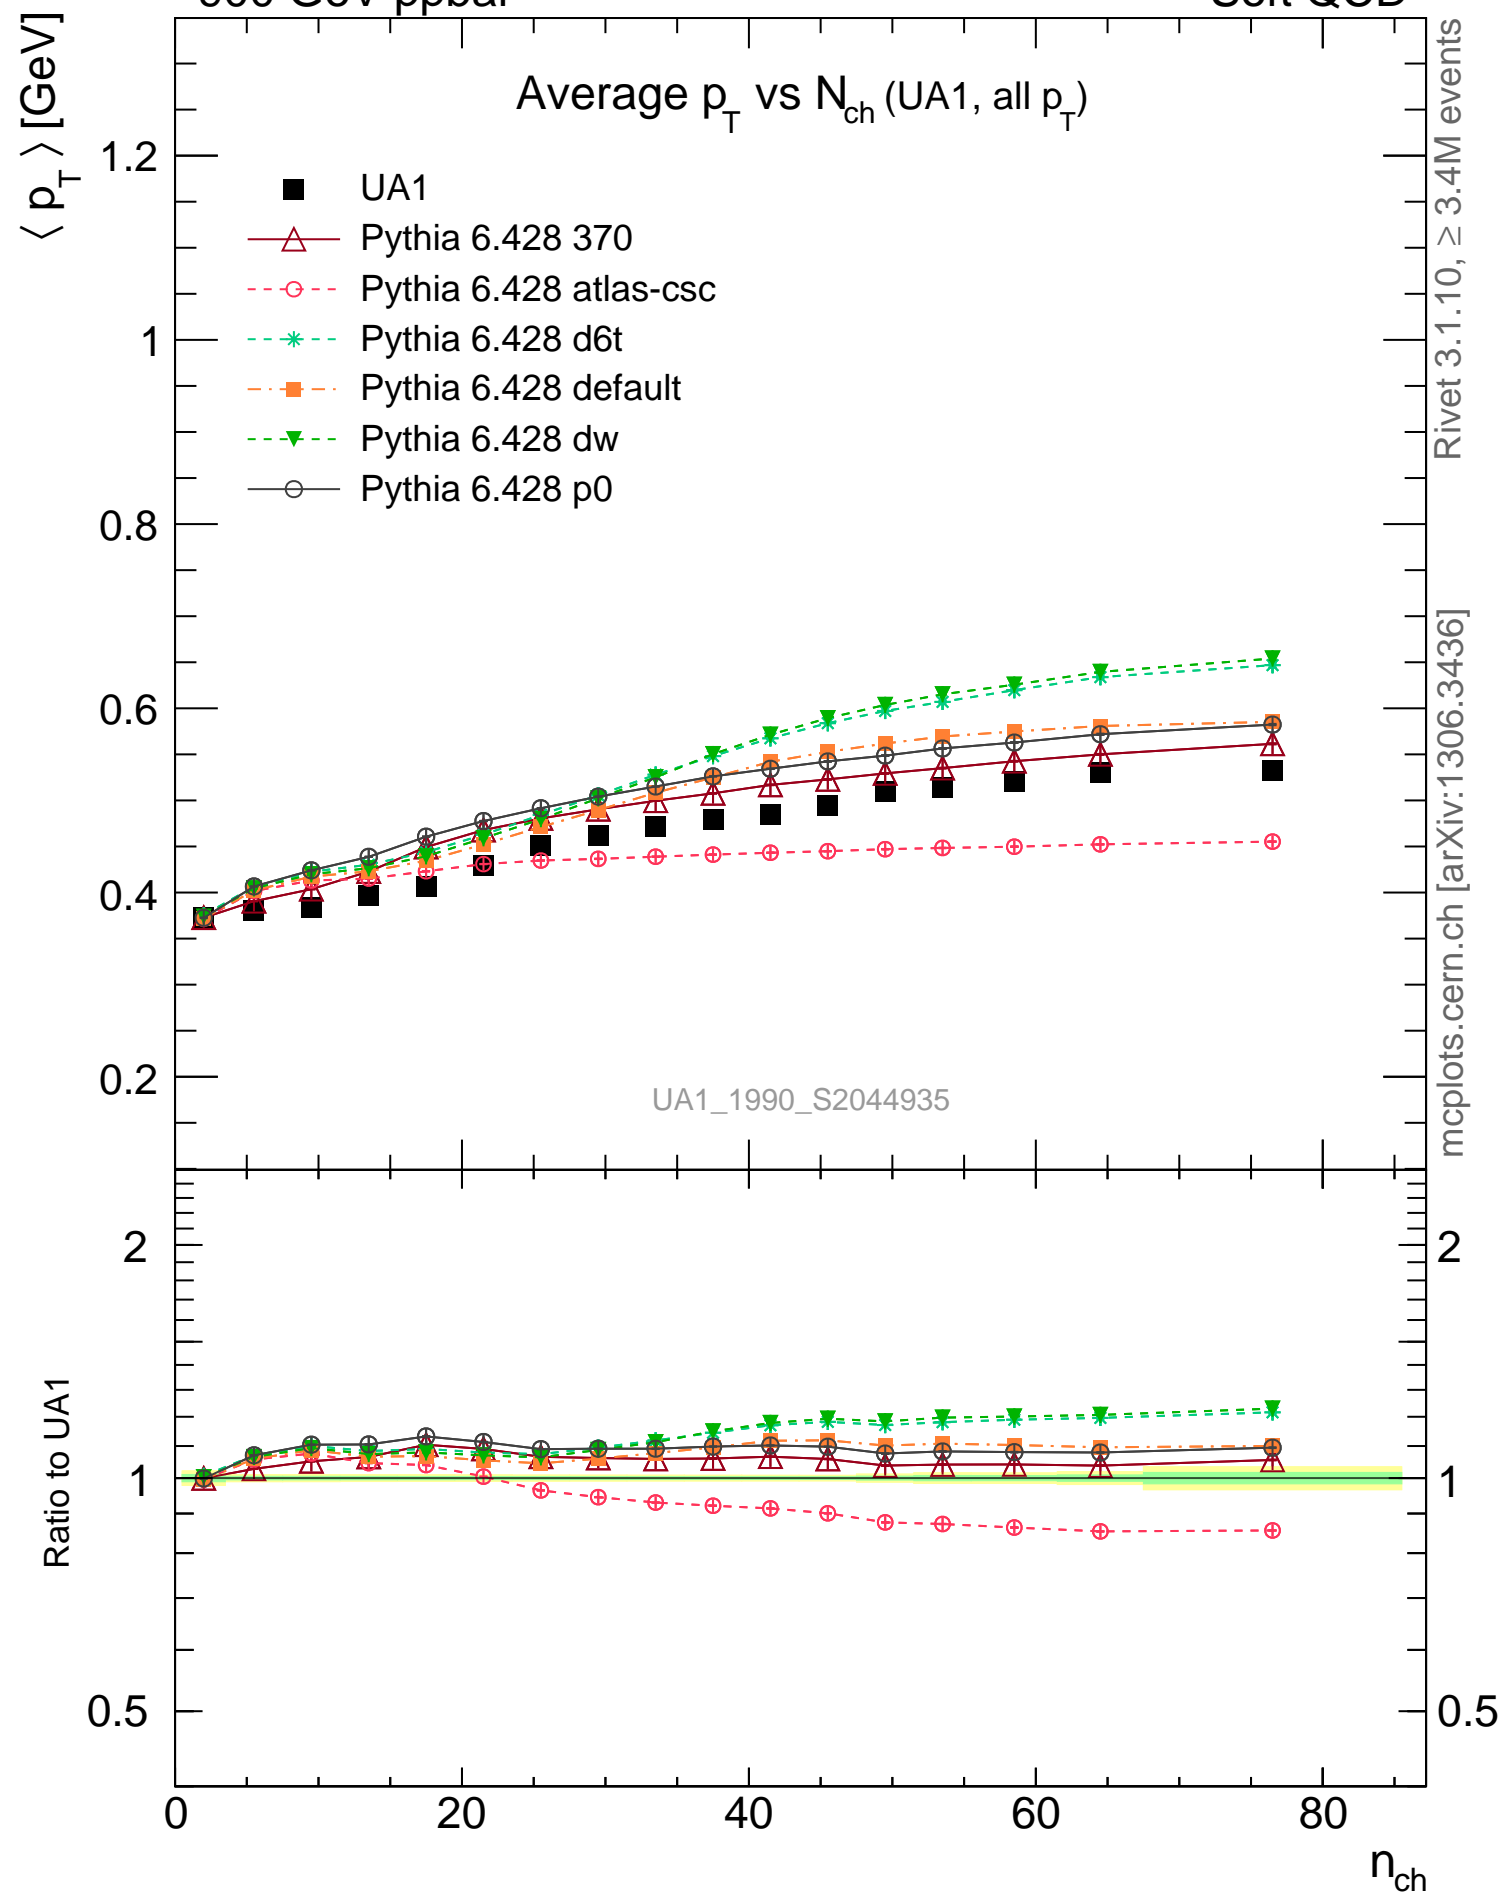 ⟨ p_T ⟩ [GeV]
Average p_T vs N_ch (UA1, all p_T)
UA1
Pythia 6.428 370
Pythia 6.428 atlas-csc
Pythia 6.428 d6t
Pythia 6.428 default
Pythia 6.428 dw
Pythia 6.428 p0
1.2
1
0.8
0.6
0.4
0.2
UA1_1990_S2044935
Rivet 3.1.10, ≥ 3.4M events
mcplots.cern.ch [arXiv:1306.3436]
Ratio to UA1
2
1
0.5
2
1
0.5
0 20 40 60 80
n_ch